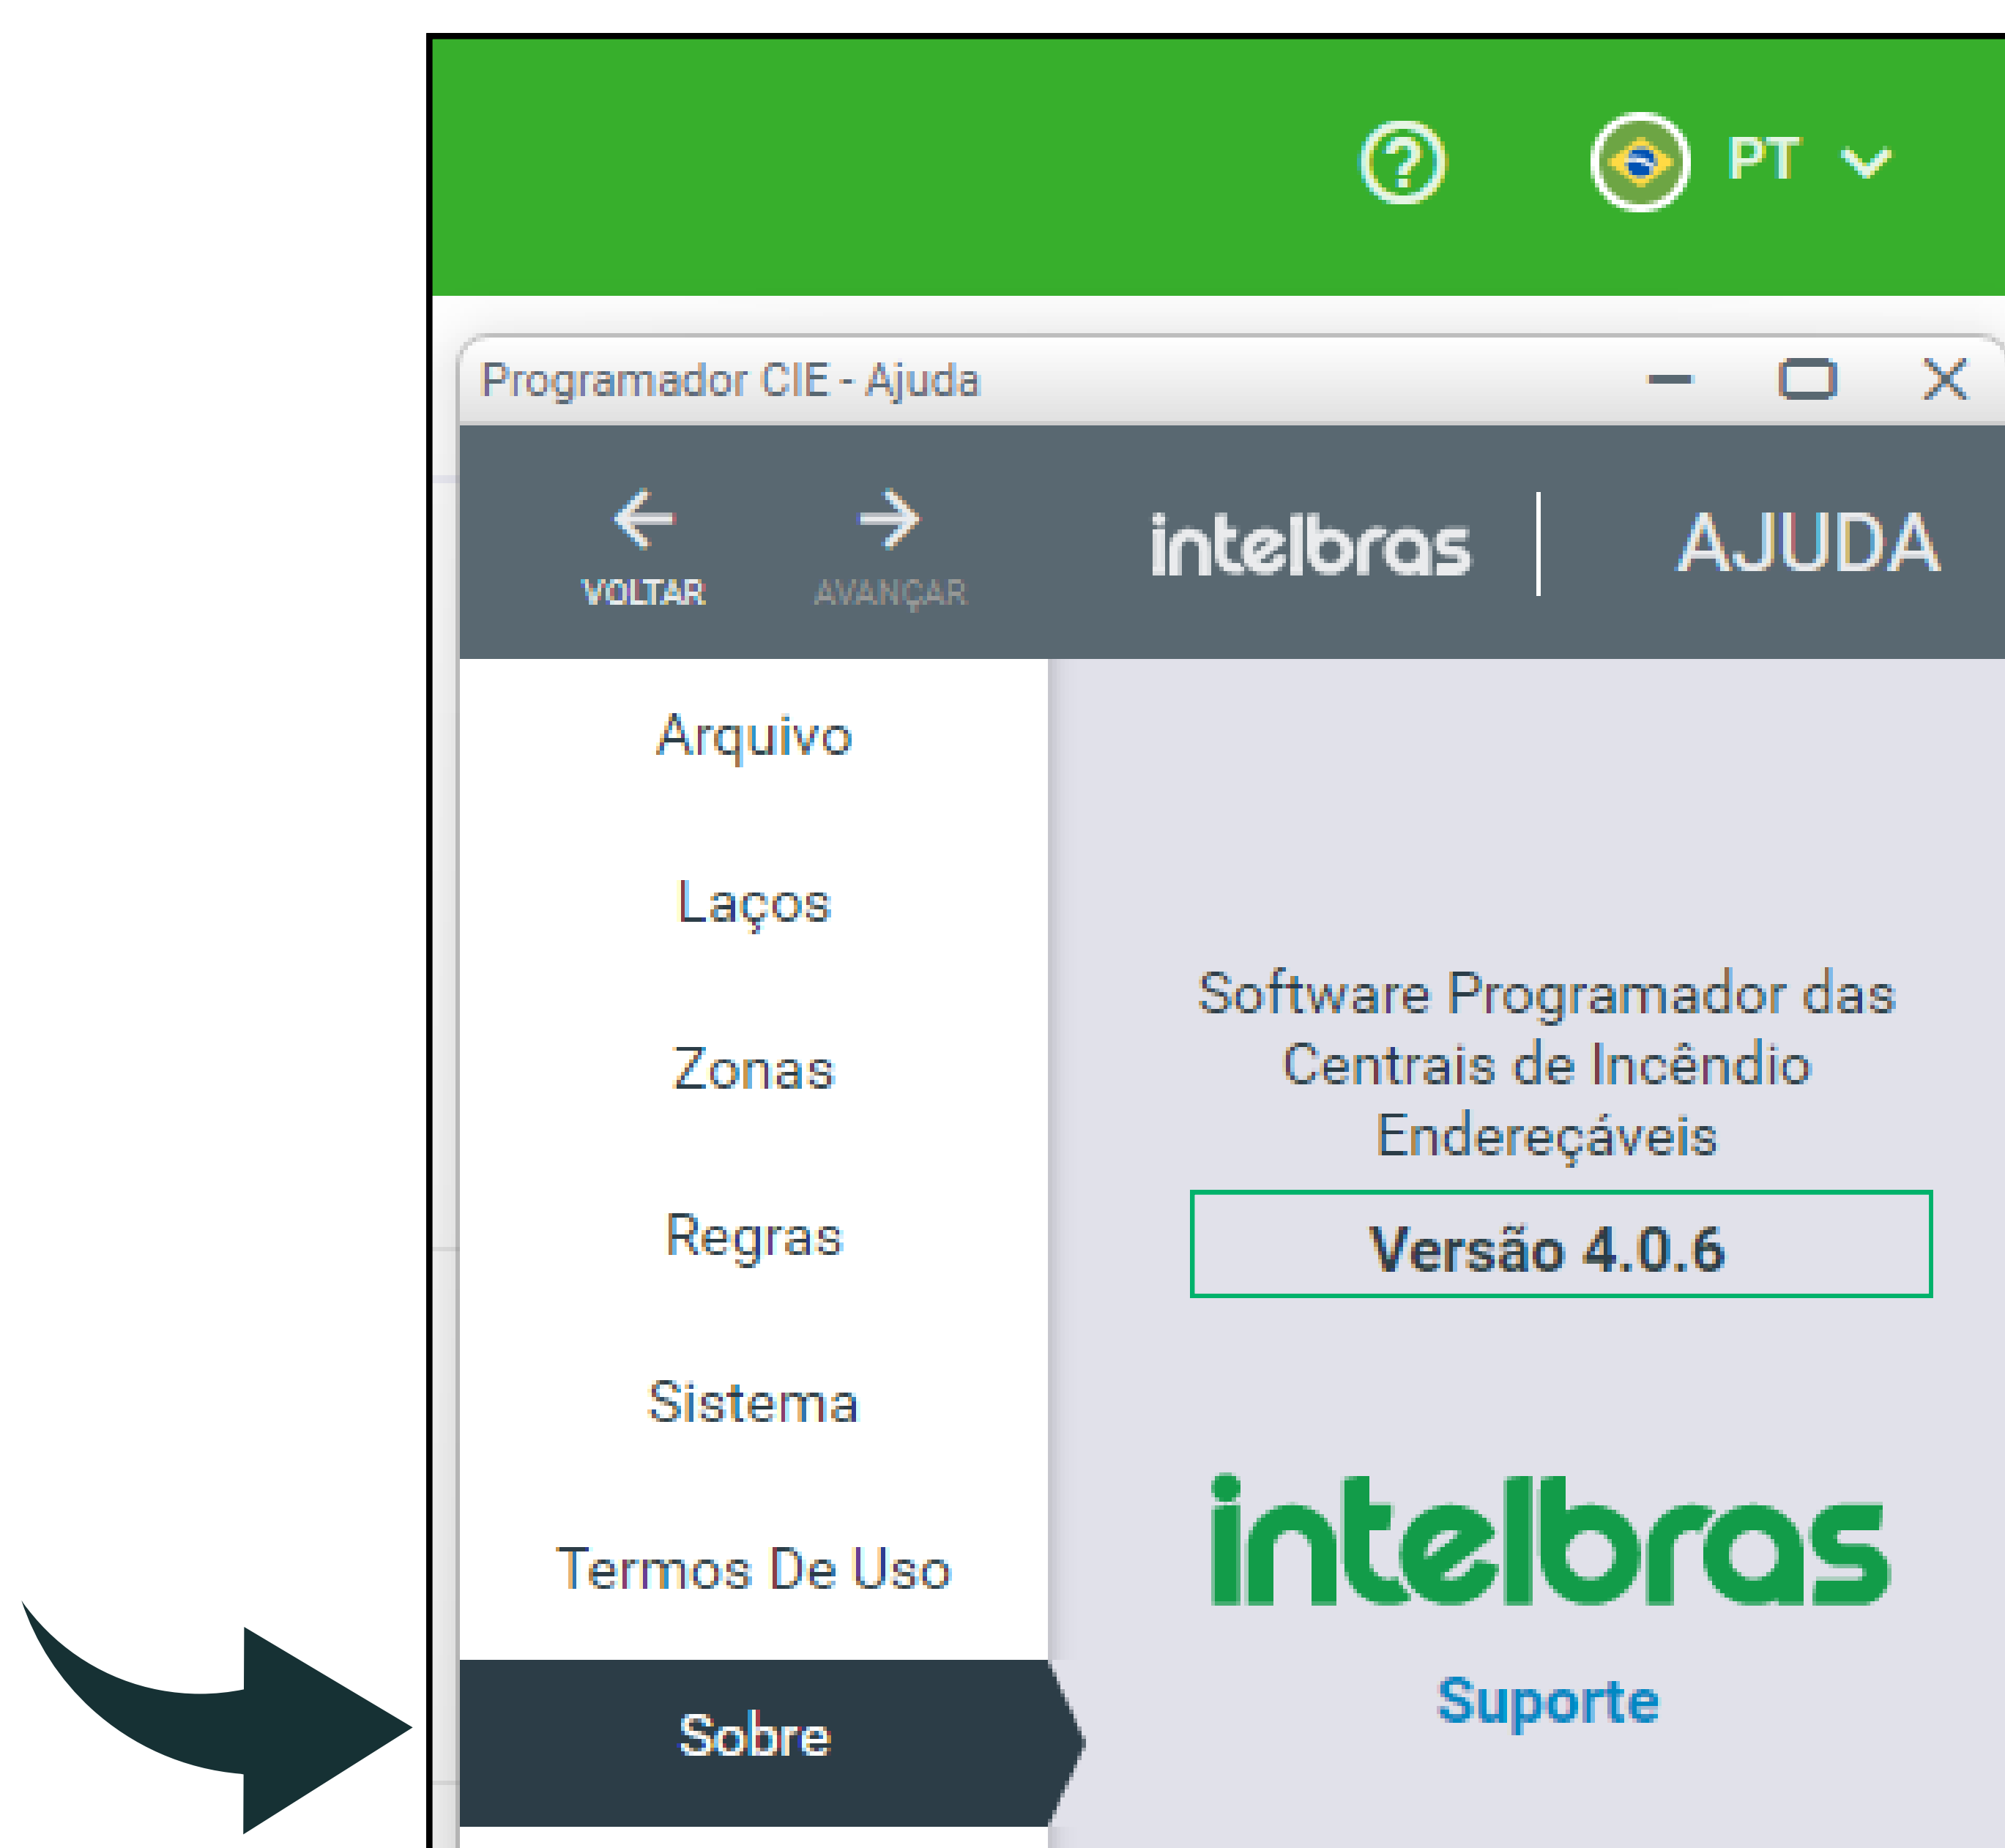 PT
Programador CIE - Ajuda
VOLTAR
AVANÇAR
intelbras
AJUDA
Arquivo
Laços
Zonas
Regras
Sistema
Termos De Uso
Sobre
Software Programador das
Centrais de Incêndio
Endereçáveis
Versão 4.0.6
intelbras
Suporte